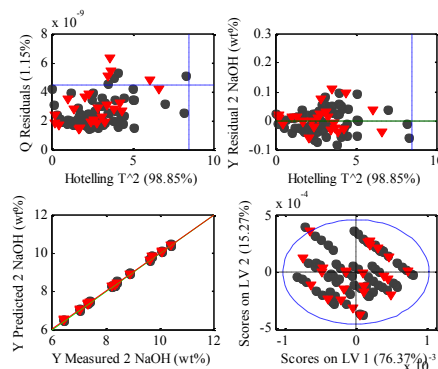 x 10^-9
8
6
4
2
0
0 5 10
Q Residuals (1.15%)
Hotelling T^2 (98.85%)
0.3
0.2
0.1
0
-0.1
0 5 10
Y Residual 2 NaOH (wt%)
Hotelling T^2 (98.85%)
12
10
8
6
6 8 10 12
Y Predicted 2 NaOH (wt%)
Y Measured 2 NaOH (wt%)
x 10^-4
5
0
-5
-1 0 1
Scores on LV 2 (15.27%)
Scores on LV 1 (76.37%)
x 10^-3